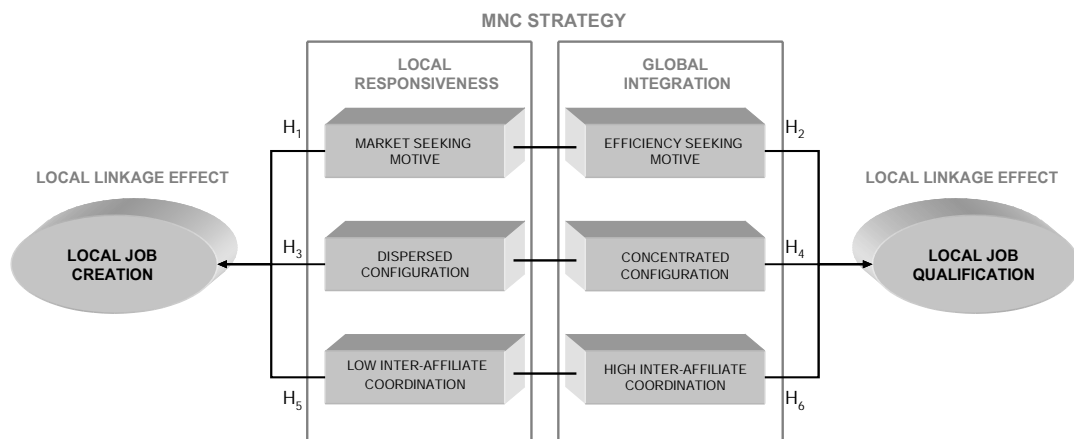 MNC STRATEGY
LOCAL
RESPONSIVENESS
GLOBAL
INTEGRATION
H1
MARKET SEEKING
MOTIVE
EFFICIENCY SEEKING
MOTIVE
H2
LOCAL LINKAGE EFFECT
LOCAL JOB
CREATION
H3
DISPERSED
CONFIGURATION
CONCENTRATED
CONFIGURATION
H4
LOCAL LINKAGE EFFECT
LOCAL JOB
QUALIFICATION
LOW INTER-AFFILIATE
COORDINATION
HIGH INTER-AFFILIATE
COORDINATION
H5
H6